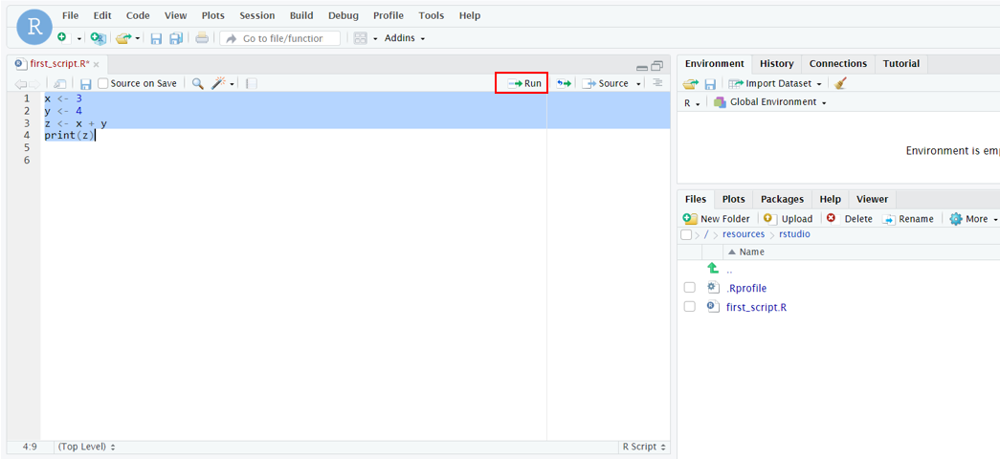 R
File Edit Code View Plots Session Build Debug Profile Tools Help
Go to file/function
Addins
first_script.R*
Source on Save
Run
Source
1 x <- 3
2 y <- 4
3 z <- x + y
4 print(z)
5
6
4:9 (Top Level) R Script
Environment History Connections Tutorial
Import Dataset
R Global Environment
Environment is emp
Files Plots Packages Help Viewer
New Folder Upload Delete Rename More
/ resources rstudio
Name
..
.Rprofile
first_script.R